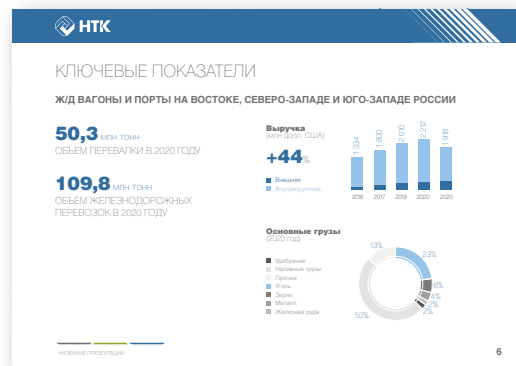 НТК
КЛЮЧЕВЫЕ ПОКАЗАТЕЛИ
Ж/Д ВАГОНЫ И ПОРТЫ НА ВОСТОКЕ, СЕВЕРО-ЗАПАДЕ И ЮГО-ЗАПАДЕ РОССИИ
50,3 МЛН ТОНН
ОБЪЕМ ПЕРЕВАЛКИ В 2020 ГОДУ
109,8 МЛН ТОНН
ОБЪЕМ ЖЕЛЕЗНОДОРОЖНЫХ
ПЕРЕВОЗОК В 2020 ГОДУ
Выручка
(млн долл. США)
+44%
Внешняя
Внутригрупповая
1 334
1 800
2 010
2 212
1 918
2016
2017
2019
2020
2020
Основные грузы
(2020 год)
Удобрения
Наливные грузы
Прочие
Уголь
Зерно
Металл
Железная руда
13%
23%
6%
4%
2%
2%
50%
НАЗВАНИЕ ПРЕЗЕНТАЦИИ
6